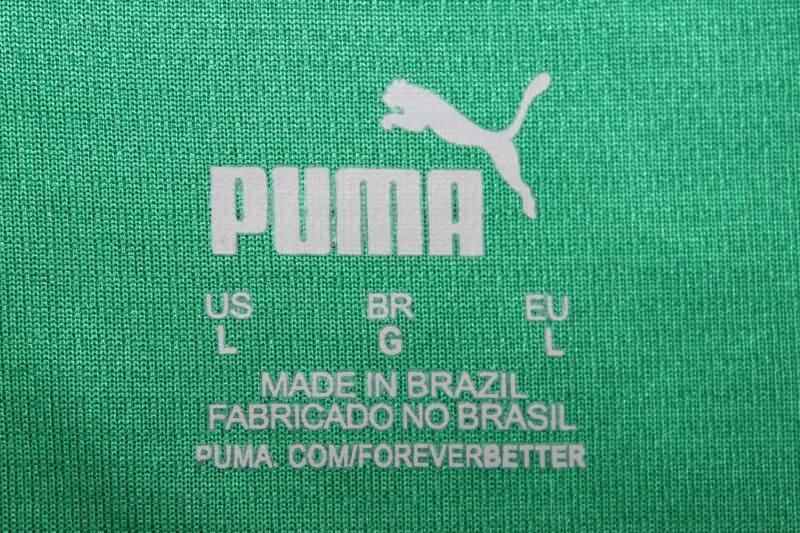 PUMA
US BR EU
L G L
MADE IN BRAZIL
FABRICADO NO BRASIL
PUMA. COM/FOREVERBETTER